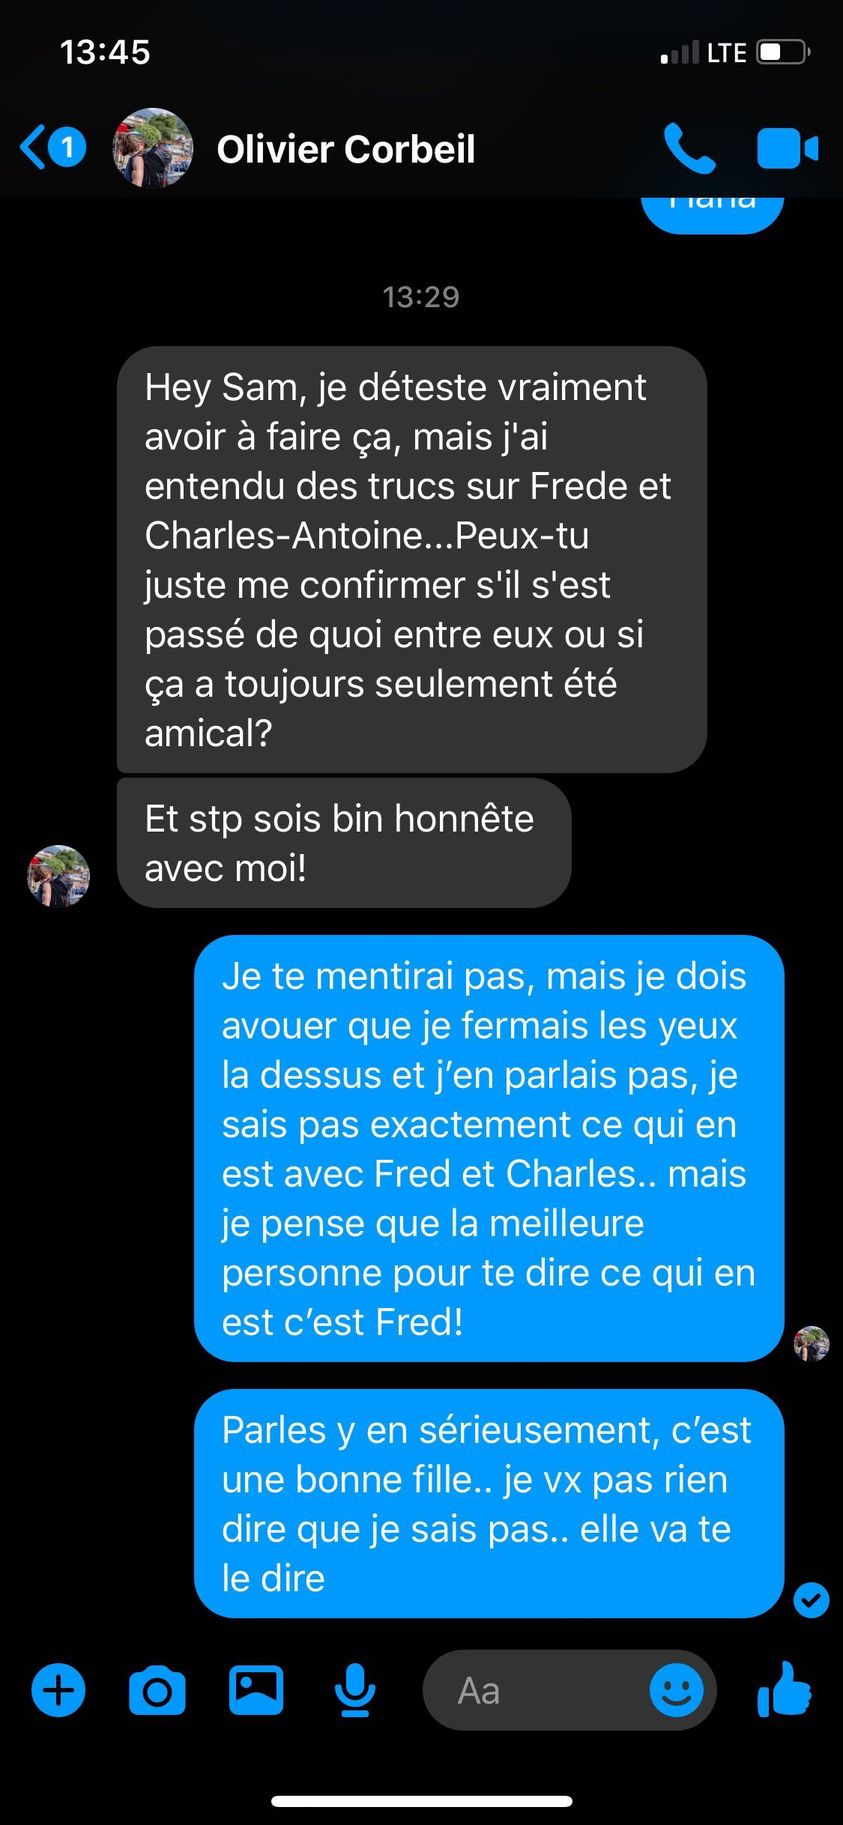 13:45
LTE
1
Olivier Corbeil
13:29
Hey Sam, je déteste vraiment
avoir à faire ça, mais j'ai
entendu des trucs sur Frede et
Charles-Antoine...Peux-tu
juste me confirmer s'il s'est
passé de quoi entre eux ou si
ça a toujours seulement été
amical?
Et stp sois bin honnête
avec moi!
Je te mentirai pas, mais je dois
avouer que je fermais les yeux
la dessus et j’en parlais pas, je
sais pas exactement ce qui en
est avec Fred et Charles.. mais
je pense que la meilleure
personne pour te dire ce qui en
est c’est Fred!
Parles y en sérieusement, c’est
une bonne fille.. je vx pas rien
dire que je sais pas.. elle va te
le dire
Aa